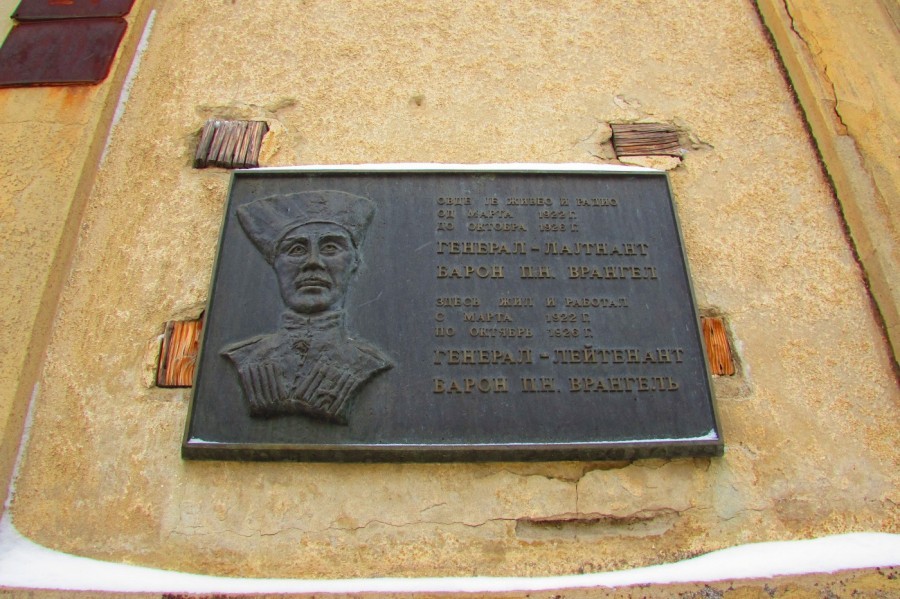 ОВДЕ ЈЕ ЖИВЕО И РАДИО
ОД МАРТА 1922 Г.
ДО ОКТОБРА 1926 Г.
ГЕНЕРАЛ - ЛАЈТНАНТ
БАРОН П.Н. ВРАНГЕЛ
ЗДЕСЬ ЖИЛ И РАБОТАЛ
С МАРТА 1922 Г.
ПО ОКТЯБРЬ 1926 Г.
ГЕНЕРАЛ - ЛЕЙТЕНАНТ
БАРОН П.Н. ВРАНГЕЛЬ